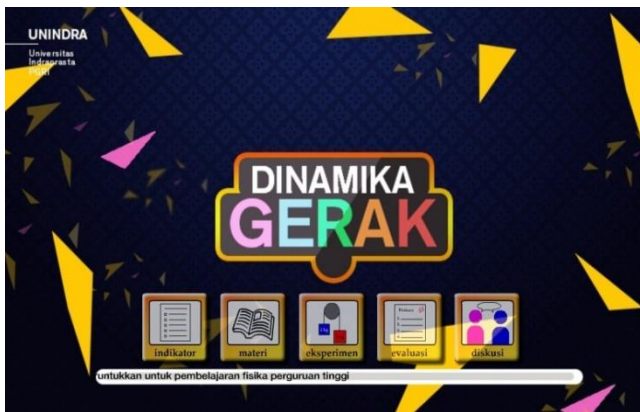 UNINDRA
Universitas
Indraprasta
PGRI
DINAMIKA
GERAK
indikator
materi
eksperimen
evaluasi
diskusi
untukkan untuk pembelajaran fisika perguruan tinggi